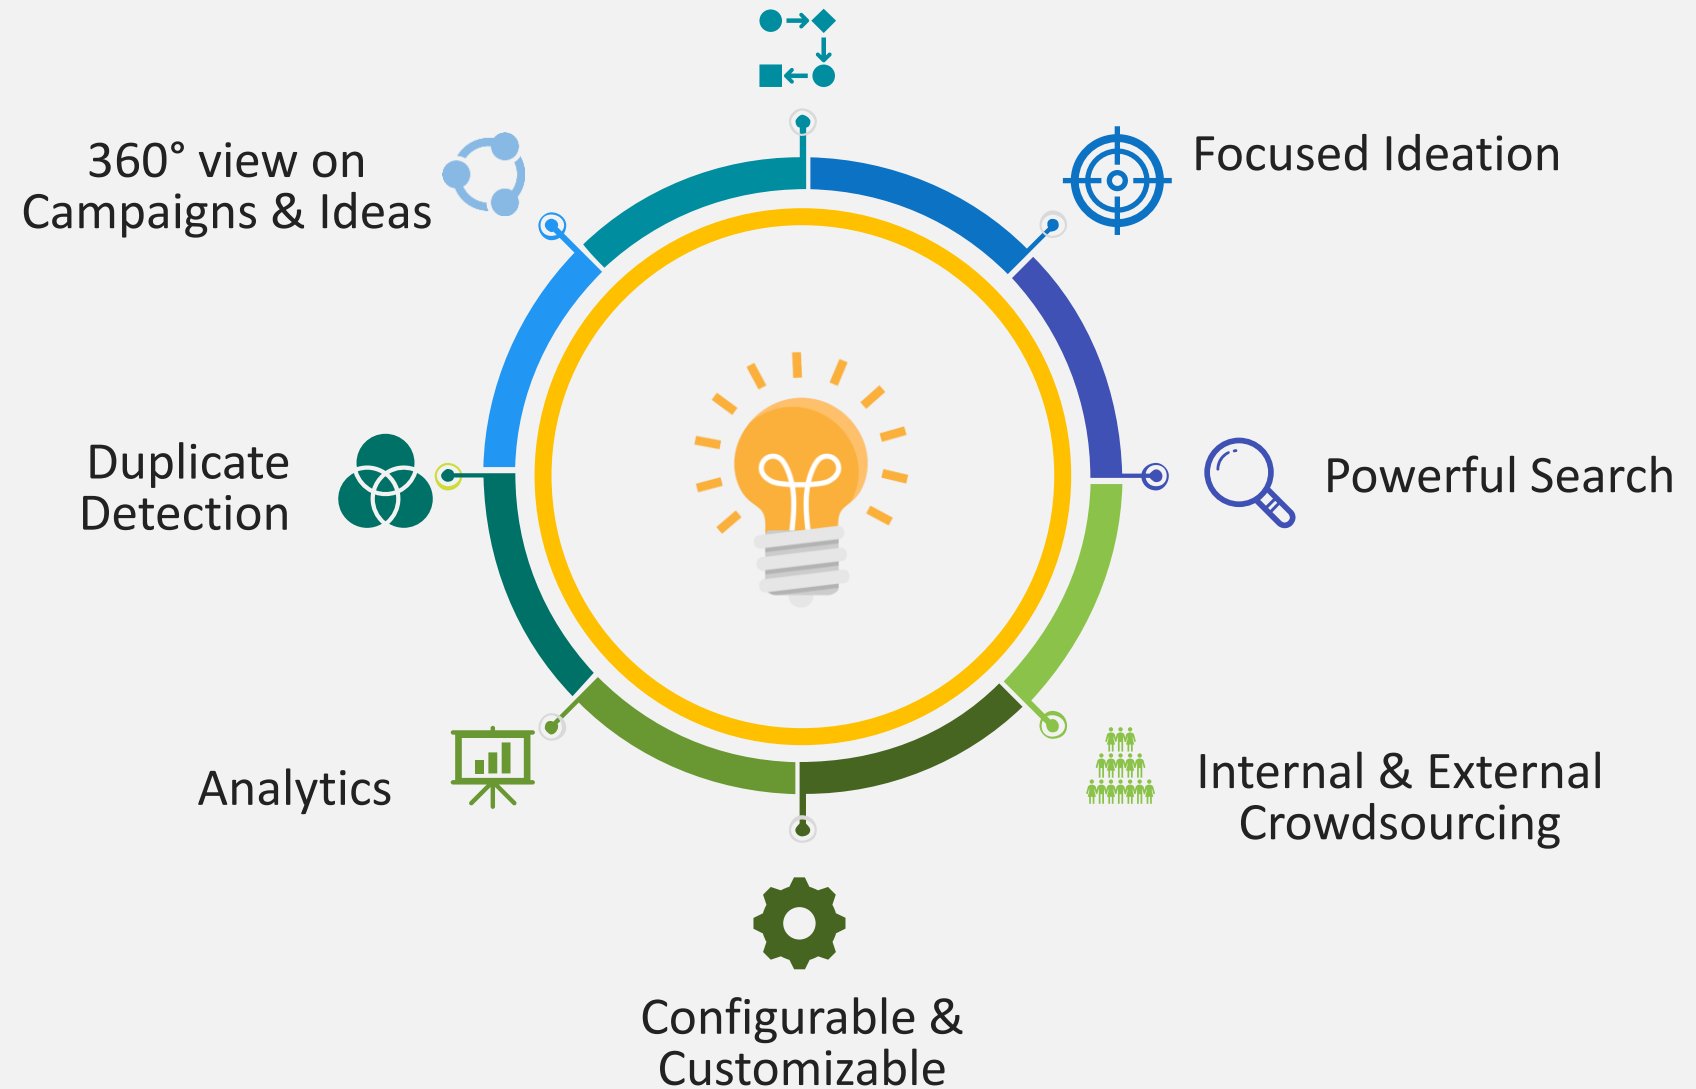 360° view on
Campaigns & Ideas
Focused Ideation
Duplicate
Detection
Powerful Search
Analytics
Internal & External
Crowdsourcing
Configurable &
Customizable